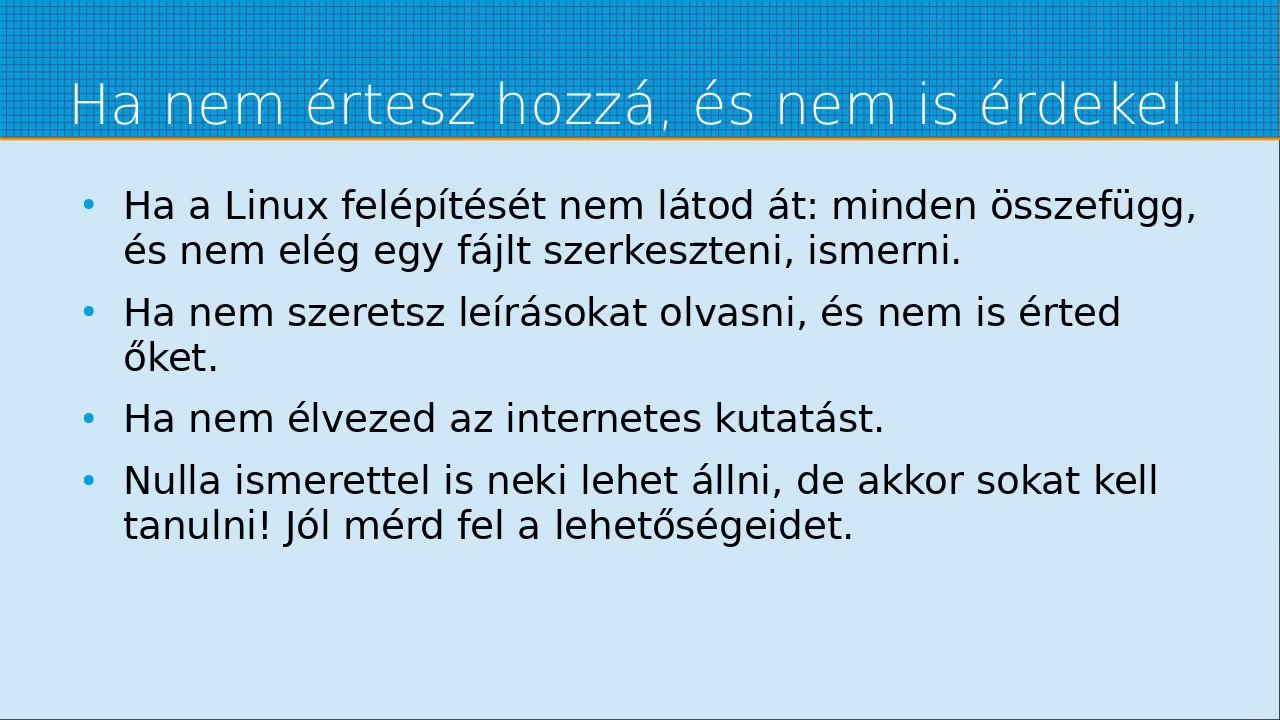 Ha nem értesz hozzá, és nem is érdekel
• Ha a Linux felépítését nem látod át: minden összefügg,
és nem elég egy fájlt szerkeszteni, ismerni.
• Ha nem szeretsz leírásokat olvasni, és nem is érted
őket.
• Ha nem élvezed az internetes kutatást.
• Nulla ismerettel is neki lehet állni, de akkor sokat kell
tanulni! Jól mérd fel a lehetőségeidet.